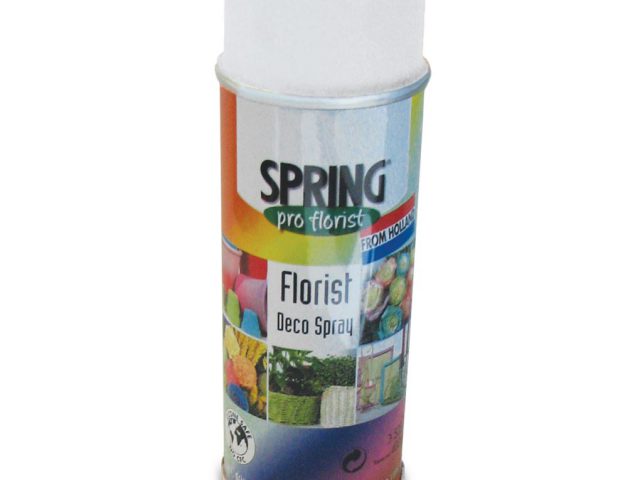 SPRING
pro florist
FROM HOLLAND
Florist
Deco Spray